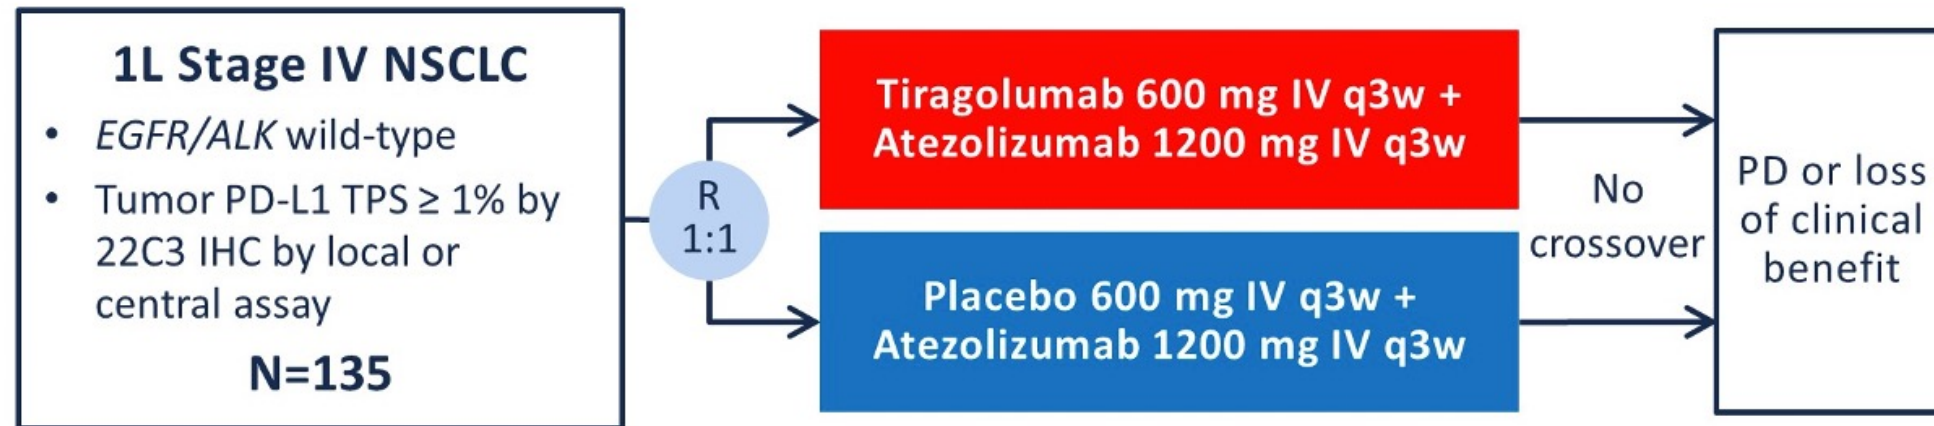 1L Stage IV NSCLC
• EGFR/ALK wild-type
• Tumor PD-L1 TPS ≥ 1% by
22C3 IHC by local or
central assay
N=135
R
1:1
Tiragolumab 600 mg IV q3w +
Atezolizumab 1200 mg IV q3w
Placebo 600 mg IV q3w +
Atezolizumab 1200 mg IV q3w
No
crossover
PD or loss
of clinical
benefit